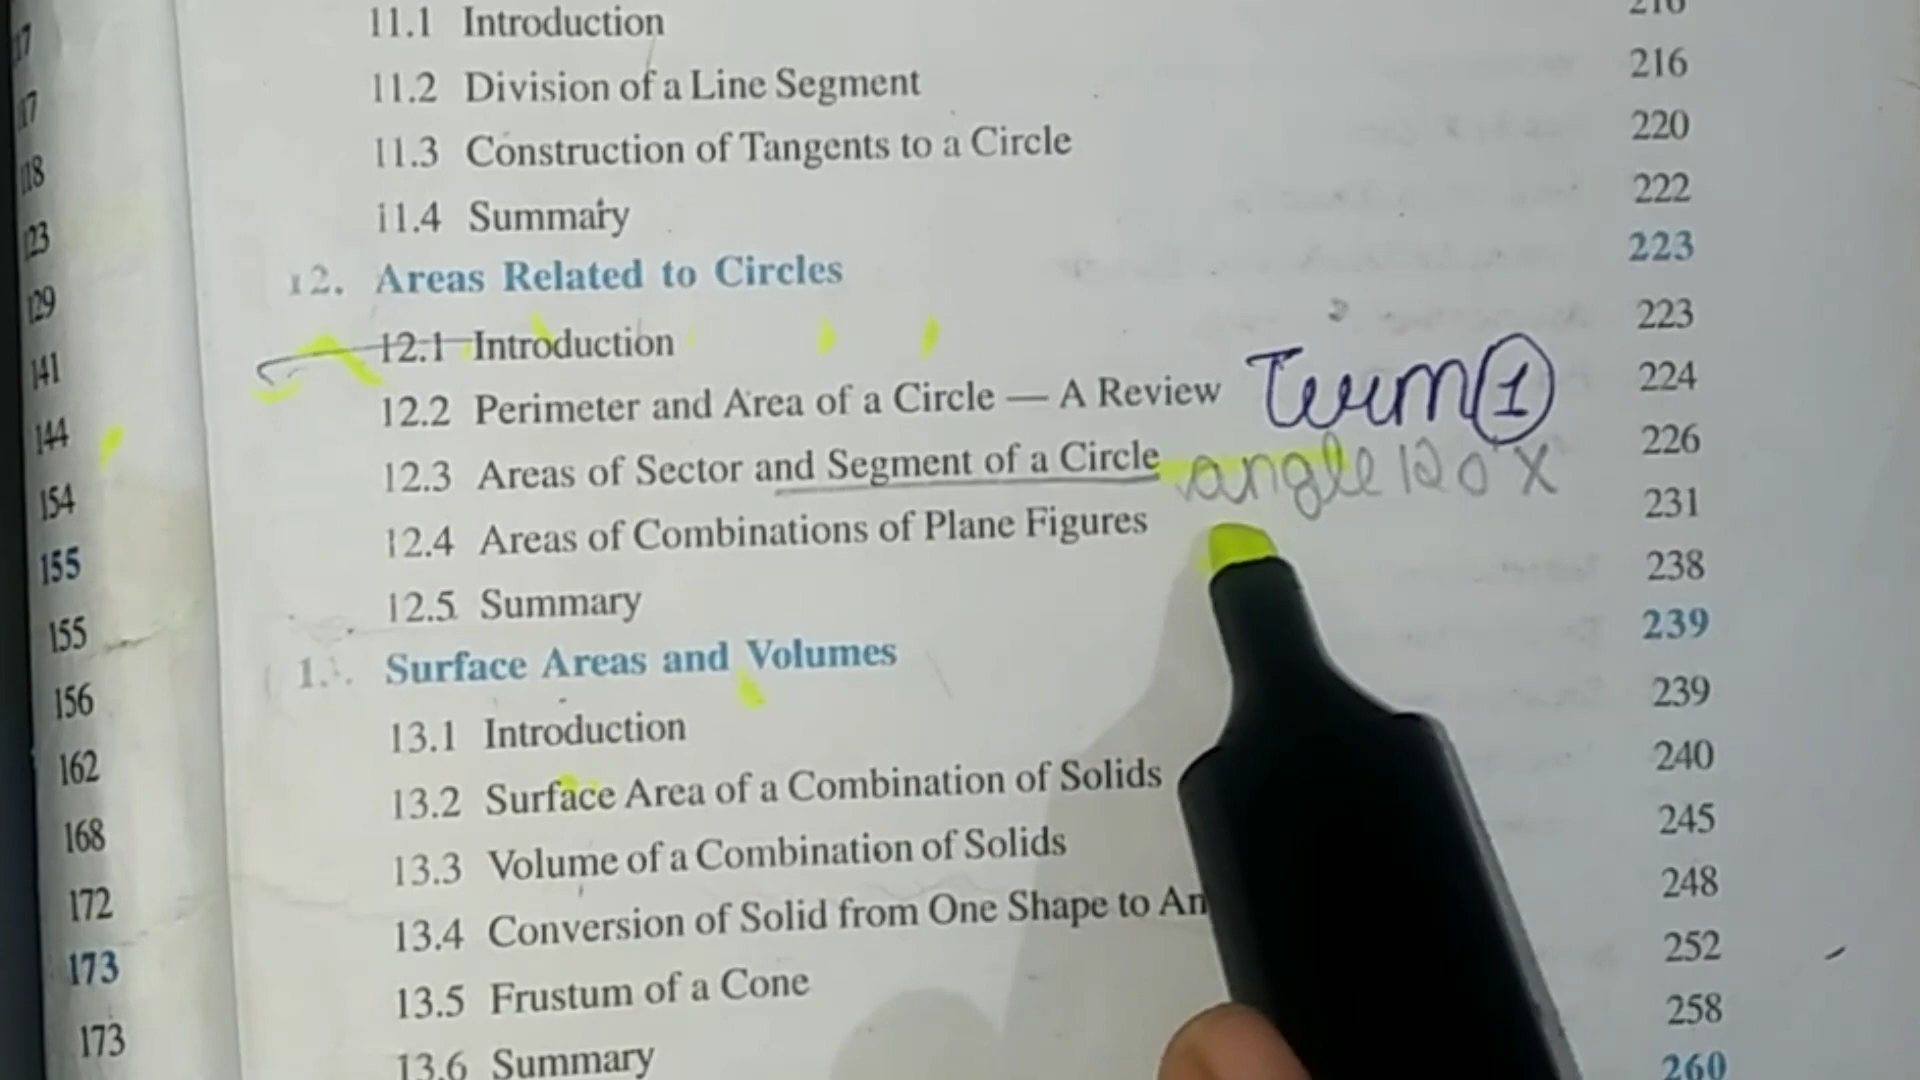 17
17
118
123
129
141
144
154
155
155
156
162
168
172
173
173
11.1 Introduction 216
11.2 Division of a Line Segment 216
11.3 Construction of Tangents to a Circle 220
11.4 Summary 222
12. Areas Related to Circles 223
12.1 Introduction 223
12.2 Perimeter and Area of a Circle — A Review Term 1 224
12.3 Areas of Sector and Segment of a Circle angle 120 X 226
12.4 Areas of Combinations of Plane Figures 231
12.5 Summary 238
Surface Areas and Volumes 239
13.1 Introduction 239
13.2 Surface Area of a Combination of Solids 240
13.3 Volume of a Combination of Solids 245
13.4 Conversion of Solid from One Shape to An 248
13.5 Frustum of a Cone 252
13.6 Summary 258
260